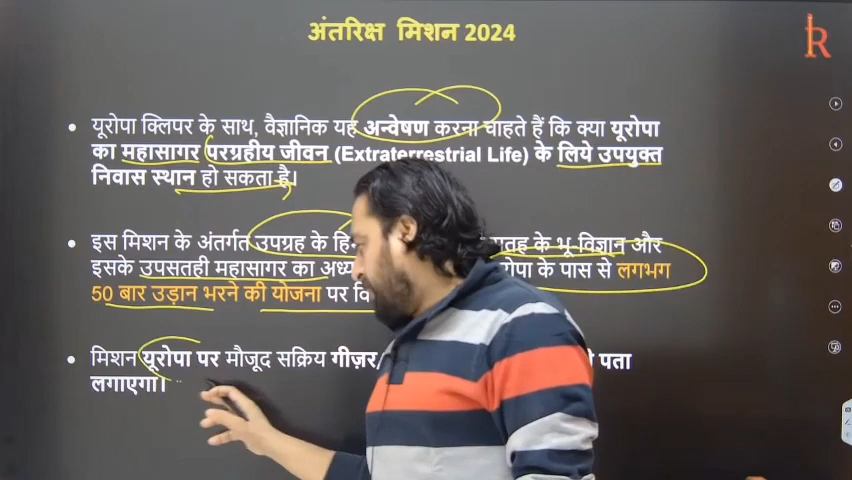 अंतरिक्ष मिशन 2024
R
• यूरोपा क्लिपर के साथ, वैज्ञानिक यह अन्वेषण करना चाहते हैं कि क्या यूरोपा
का महासागर परग्रहीय जीवन (Extraterrestrial Life) के लिये उपयुक्त
निवास स्थान हो सकता है।
• इस मिशन के अंतर्गत उपग्रह के सतह के भू विज्ञान और
इसके उपसतही महासागर का के पास से लगभग
50 बार उड़ान भरने की योजना पर
• मिशन यूरोपा पर मौजूद सक्रिय गीज़र पता
लगाएगा।